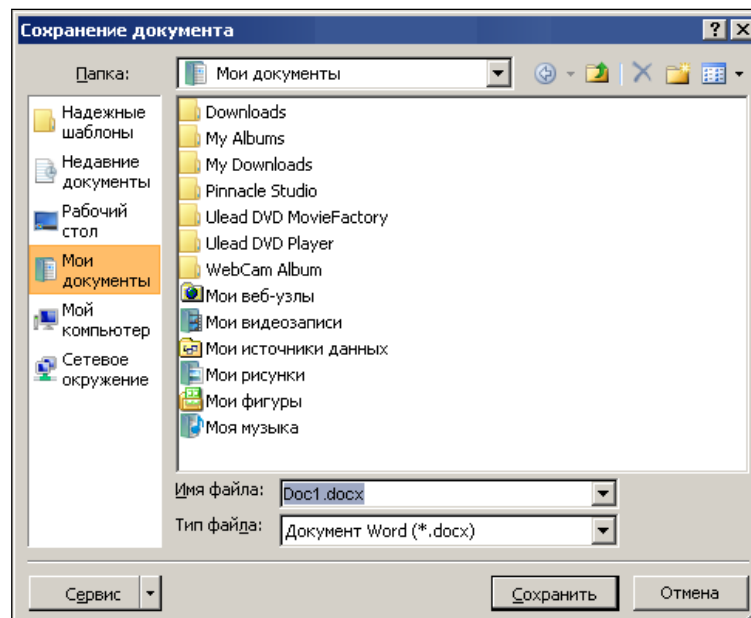 Сохранение документа
Папка:
Мои документы
Надежные
шаблоны
Недавние
документы
Рабочий
стол
Мои
документы
Мой
компьютер
Сетевое
окружение
Downloads
My Albums
My Downloads
Pinnacle Studio
Ulead DVD MovieFactory
Ulead DVD Player
WebCam Album
Мои веб-узлы
Мои видеозаписи
Мои источники данных
Мои рисунки
Мои фигуры
Моя музыка
Имя файла:
Doc1.docx
Тип файла:
Документ Word (*.docx)
Сервис
Сохранить
Отмена